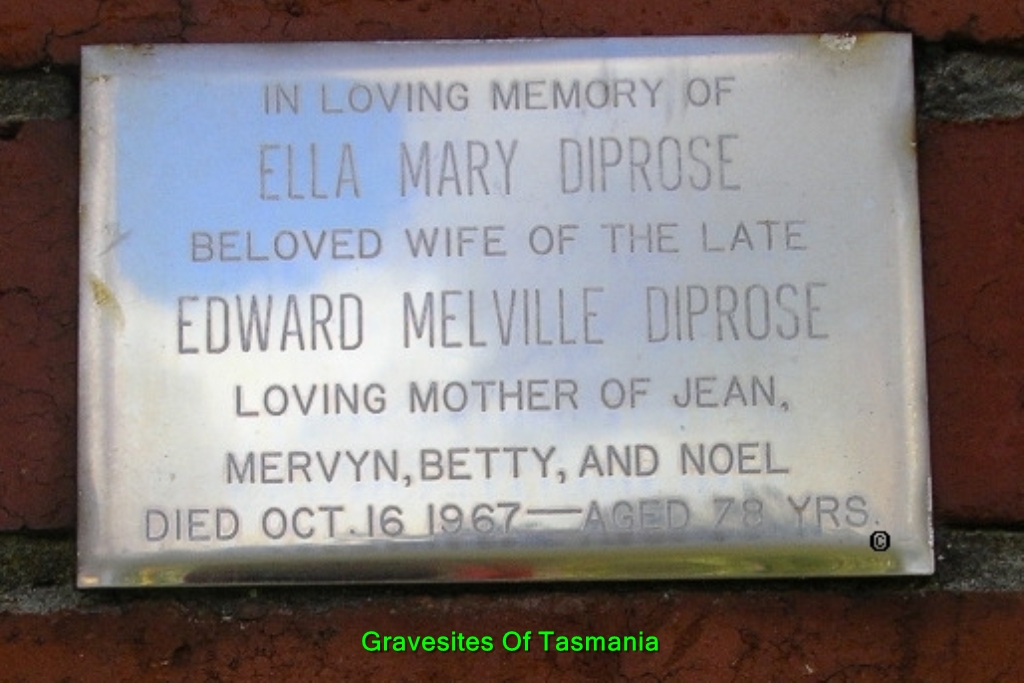 IN LOVING MEMORY OF
ELLA MARY DIPROSE
BELOVED WIFE OF THE LATE
EDWARD MELVILLE DIPROSE
LOVING MOTHER OF JEAN,
MERVYN, BETTY, AND NOEL
DIED OCT. 16 1967—AGED 78 YRS.
©
Gravesites Of Tasmania